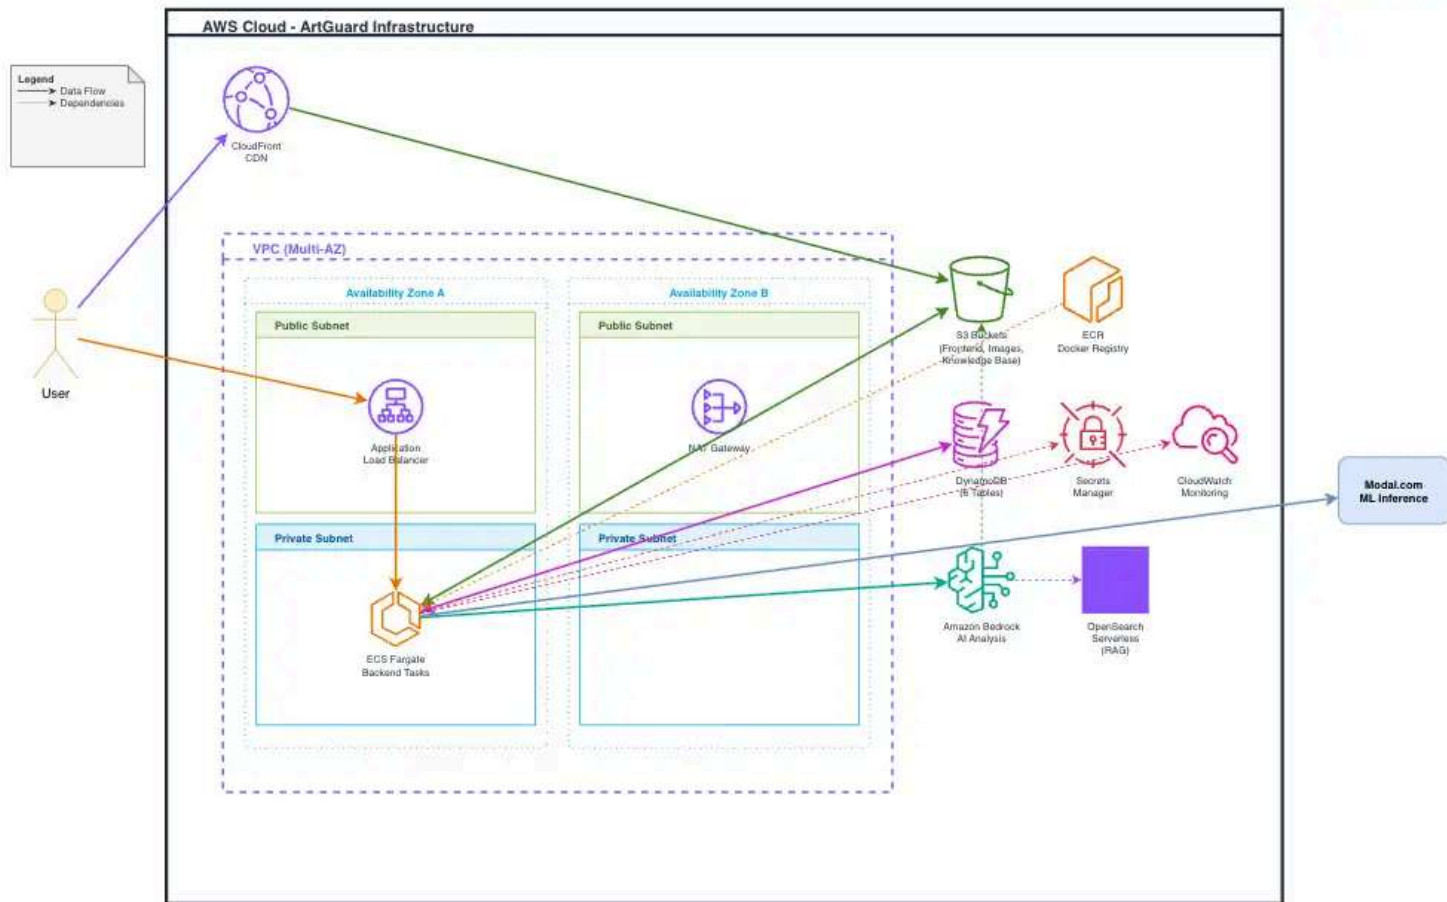 AWS Cloud - ArtGuard Infrastructure
Legend
Data Flow
Dependencies
CloudFront
CDN
User
VPC (Multi-AZ)
Availability Zone A
Availability Zone B
Public Subnet
Public Subnet
Application
Load Balancer
NAT Gateway
Private Subnet
Private Subnet
ECS Fargate
Backend Tasks
S3 Buckets
(Frontend, Images,
Knowledge Base)
ECR
Docker Registry
DynamoDB
Tables)
Secrets
Manager
CloudWatch
Monitoring
Modal.com
ML Inference
Amazon Bedrock
AI Analysis
OpenSearch
Serverless
(RAG)